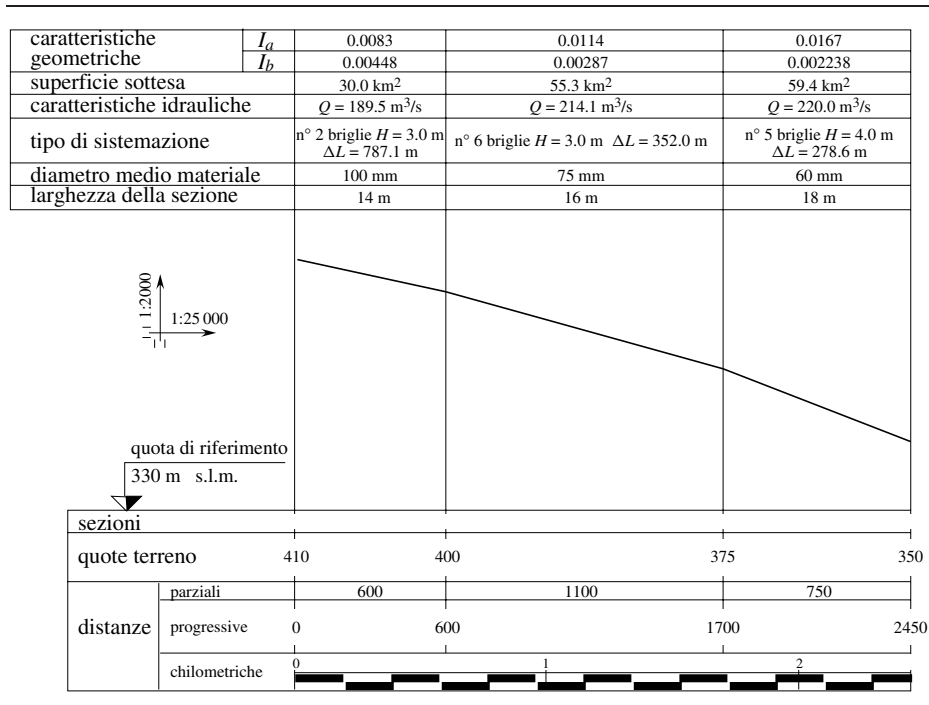 caratteristiche geometriche I_a 0.0083 0.0114 0.0167
I_b 0.00448 0.00287 0.002238
superficie sottesa 30.0 km² 55.3 km² 59.4 km²
caratteristiche idrauliche Q = 189.5 m³/s Q = 214.1 m³/s Q = 220.0 m³/s
tipo di sistemazione n° 2 briglie H = 3.0 m ΔL = 787.1 m n° 6 briglie H = 3.0 m ΔL = 352.0 m n° 5 briglie H = 4.0 m ΔL = 278.6 m
diametro medio materiale 100 mm 75 mm 60 mm
larghezza della sezione 14 m 16 m 18 m
1:2000
1:25 000
quota di riferimento
330 m s.l.m.
sezioni
quote terreno 410 400 375 350
distanze
parziali 600 1100 750
progressive 0 600 1700 2450
chilometriche 0 1 2